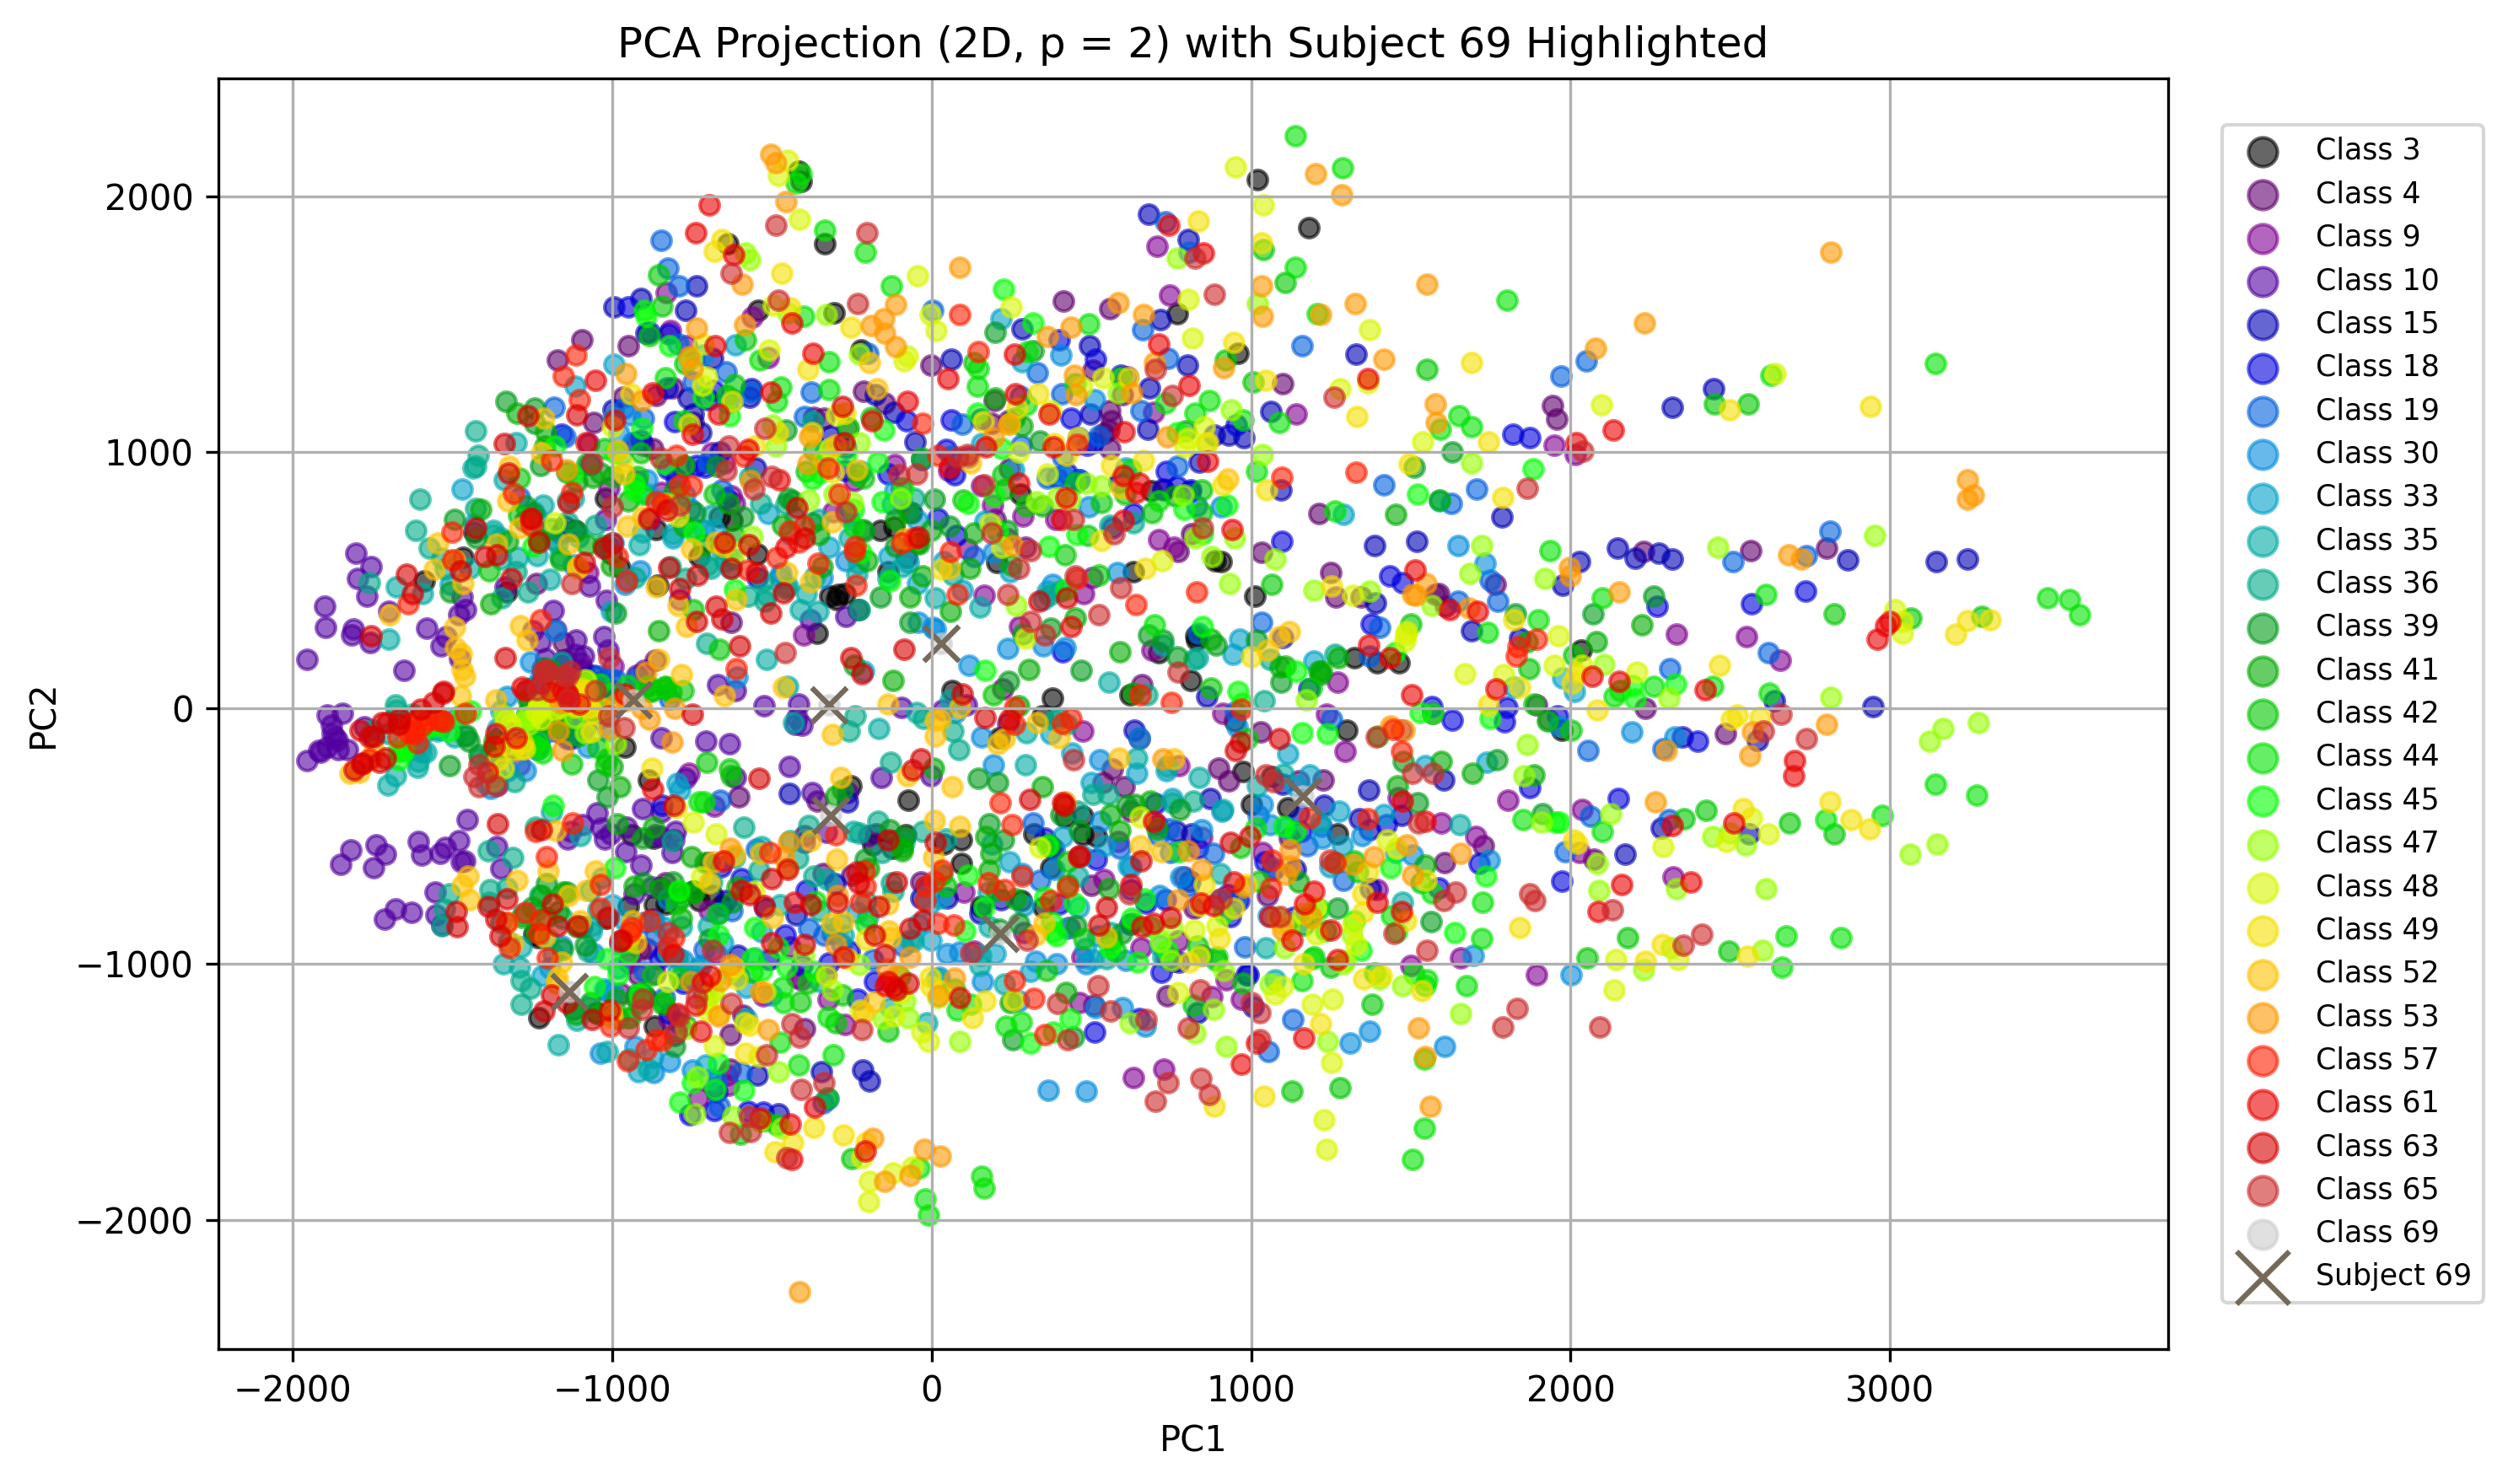 PCA Projection (2D, p = 2) with Subject 69 Highlighted
PC2
2000
1000
0
−1000
−2000
−2000
−1000
0
1000
2000
3000
PC1
Class 3
Class 4
Class 9
Class 10
Class 15
Class 18
Class 19
Class 30
Class 33
Class 35
Class 36
Class 39
Class 41
Class 42
Class 44
Class 45
Class 47
Class 48
Class 49
Class 52
Class 53
Class 57
Class 61
Class 63
Class 65
Class 69
Subject 69